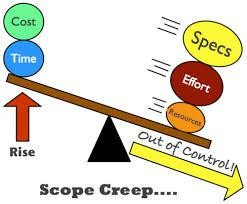 Cost
Time
Specs
Effort
Resources
Rise
Out of Control!
Scope Creep....